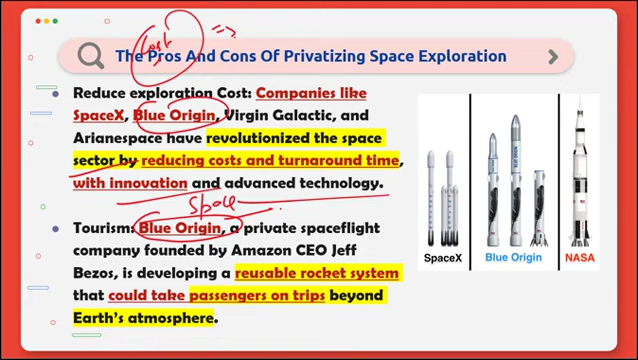 Cost =>
The Pros And Cons Of Privatizing Space Exploration
Reduce exploration Cost: Companies like
SpaceX, Blue Origin, Virgin Galactic, and
Arianespace have revolutionized the space
sector by reducing costs and turnaround time,
with innovation and advanced technology.
Space
Tourism: Blue Origin, a private spaceflight
company founded by Amazon CEO Jeff
Bezos, is developing a reusable rocket system
that could take passengers on trips beyond
Earth's atmosphere.
SpaceX
Blue Origin
NASA